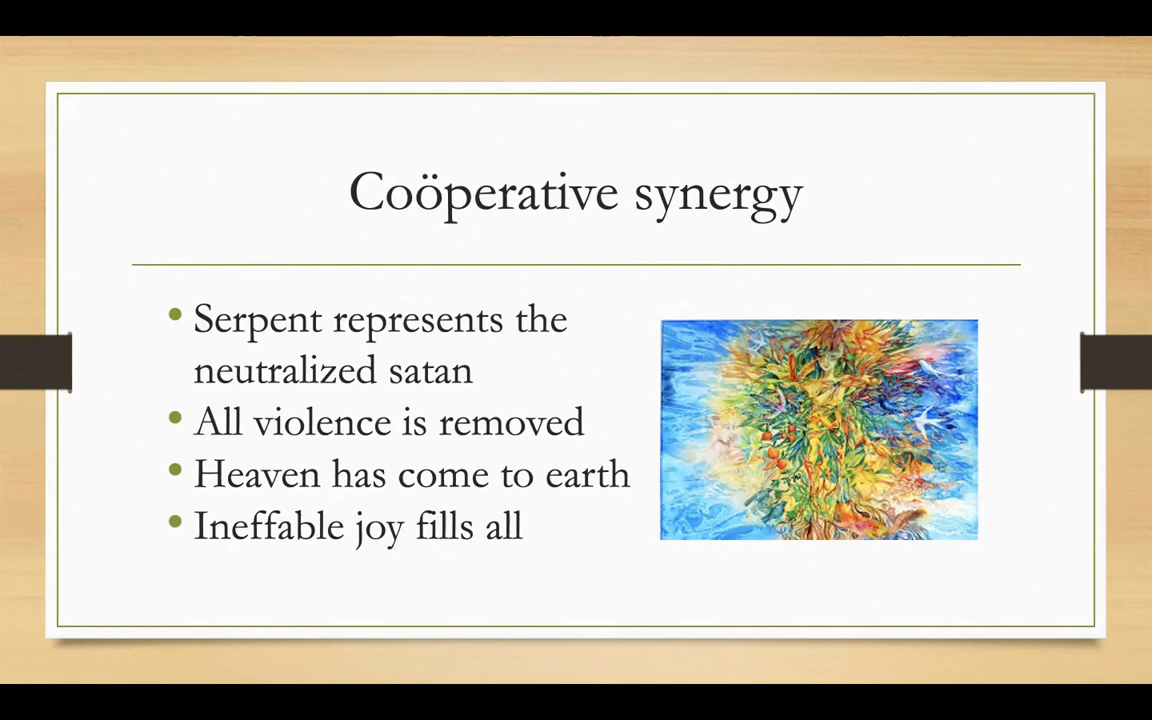 Coöperative synergy
• Serpent represents the
neutralized satan
• All violence is removed
• Heaven has come to earth
• Ineffable joy fills all